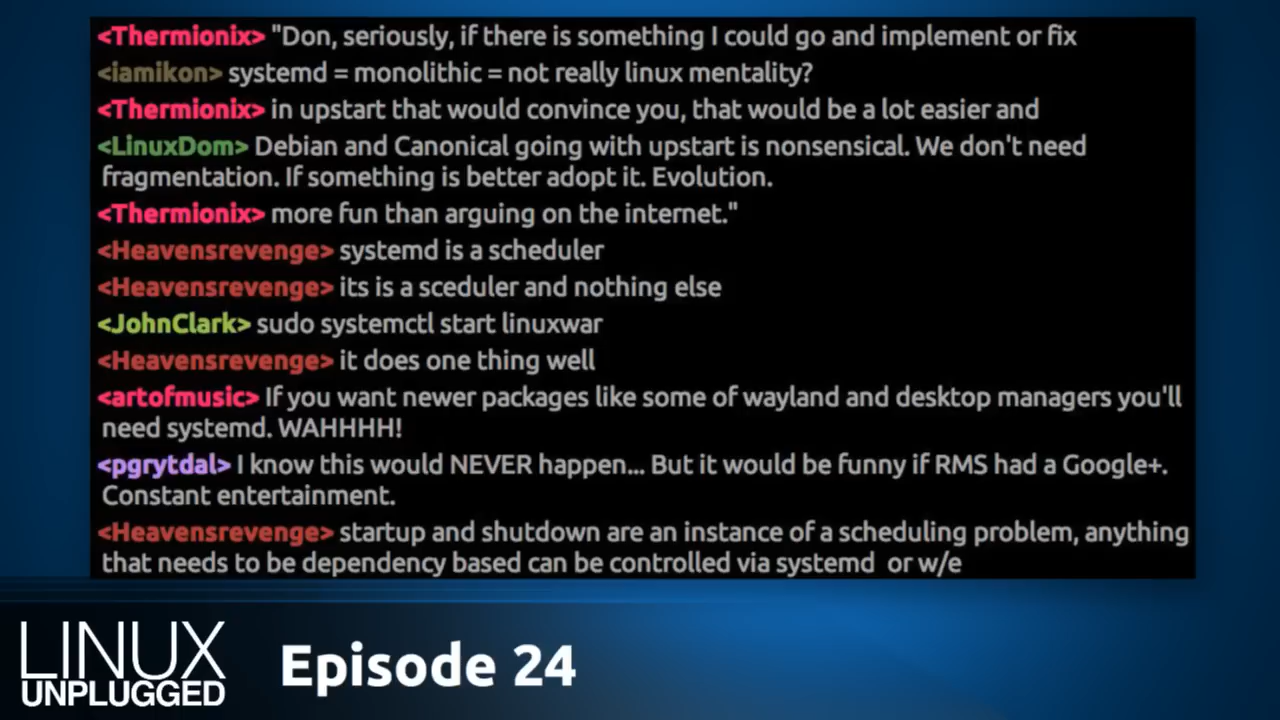 <Thermionix> "Don, seriously, if there is something I could go and implement or fix
<iamikon> systemd = monolithic = not really linux mentality?
<Thermionix> in upstart that would convince you, that would be a lot easier and
<LinuxDom> Debian and Canonical going with upstart is nonsensical. We don't need
fragmentation. If something is better adopt it. Evolution.
<Thermionix> more fun than arguing on the internet."
<Heavensrevenge> systemd is a scheduler
<Heavensrevenge> its is a sceduler and nothing else
<JohnClark> sudo systemctl start linuxwar
<Heavensrevenge> it does one thing well
<artofmusic> If you want newer packages like some of wayland and desktop managers you'll
need systemd. WAHHHH!
<pgrytdal> I know this would NEVER happen... But it would be funny if RMS had a Google+.
Constant entertainment.
<Heavensrevenge> startup and shutdown are an instance of a scheduling problem, anything
that needs to be dependency based can be controlled via systemd  or w/e
LINUX
UNPLUGGED
Episode 24